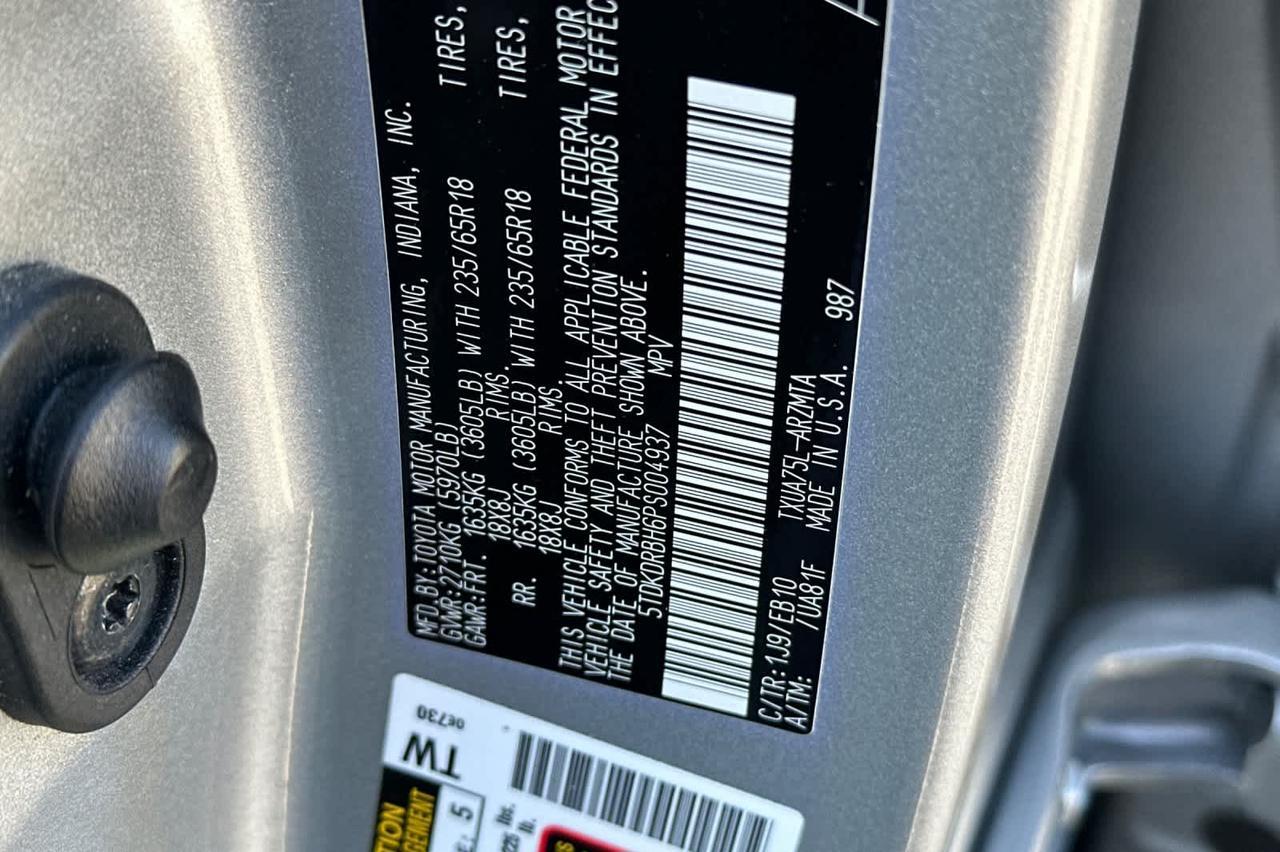 MFD. BY: TOYOTA MOTOR MANUFACTURING, INDIANA, INC.
GVWR: 2710KG (5970LB)
GAWR: FRT. 1635KG (3605LB) WITH 235/65R18 TIRES,
18X8J RIMS,
RR. 1635KG (3605LB) WITH 235/65R18 TIRES,
18X8J RIMS.
THIS VEHICLE CONFORMS TO ALL APPLICABLE FEDERAL MOTOR
VEHICLE SAFETY AND THEFT PREVENTION STANDARDS IN EFFEC
THE DATE OF MANUFACTURE SHOWN ABOVE.
5TDKDRBH6PS004937 MPV
C/TR: 1J9/EB10 TXUA75L-ARZMTA
A/TM: /UA81F MADE IN U.S.A. 987
0E730
TW
5